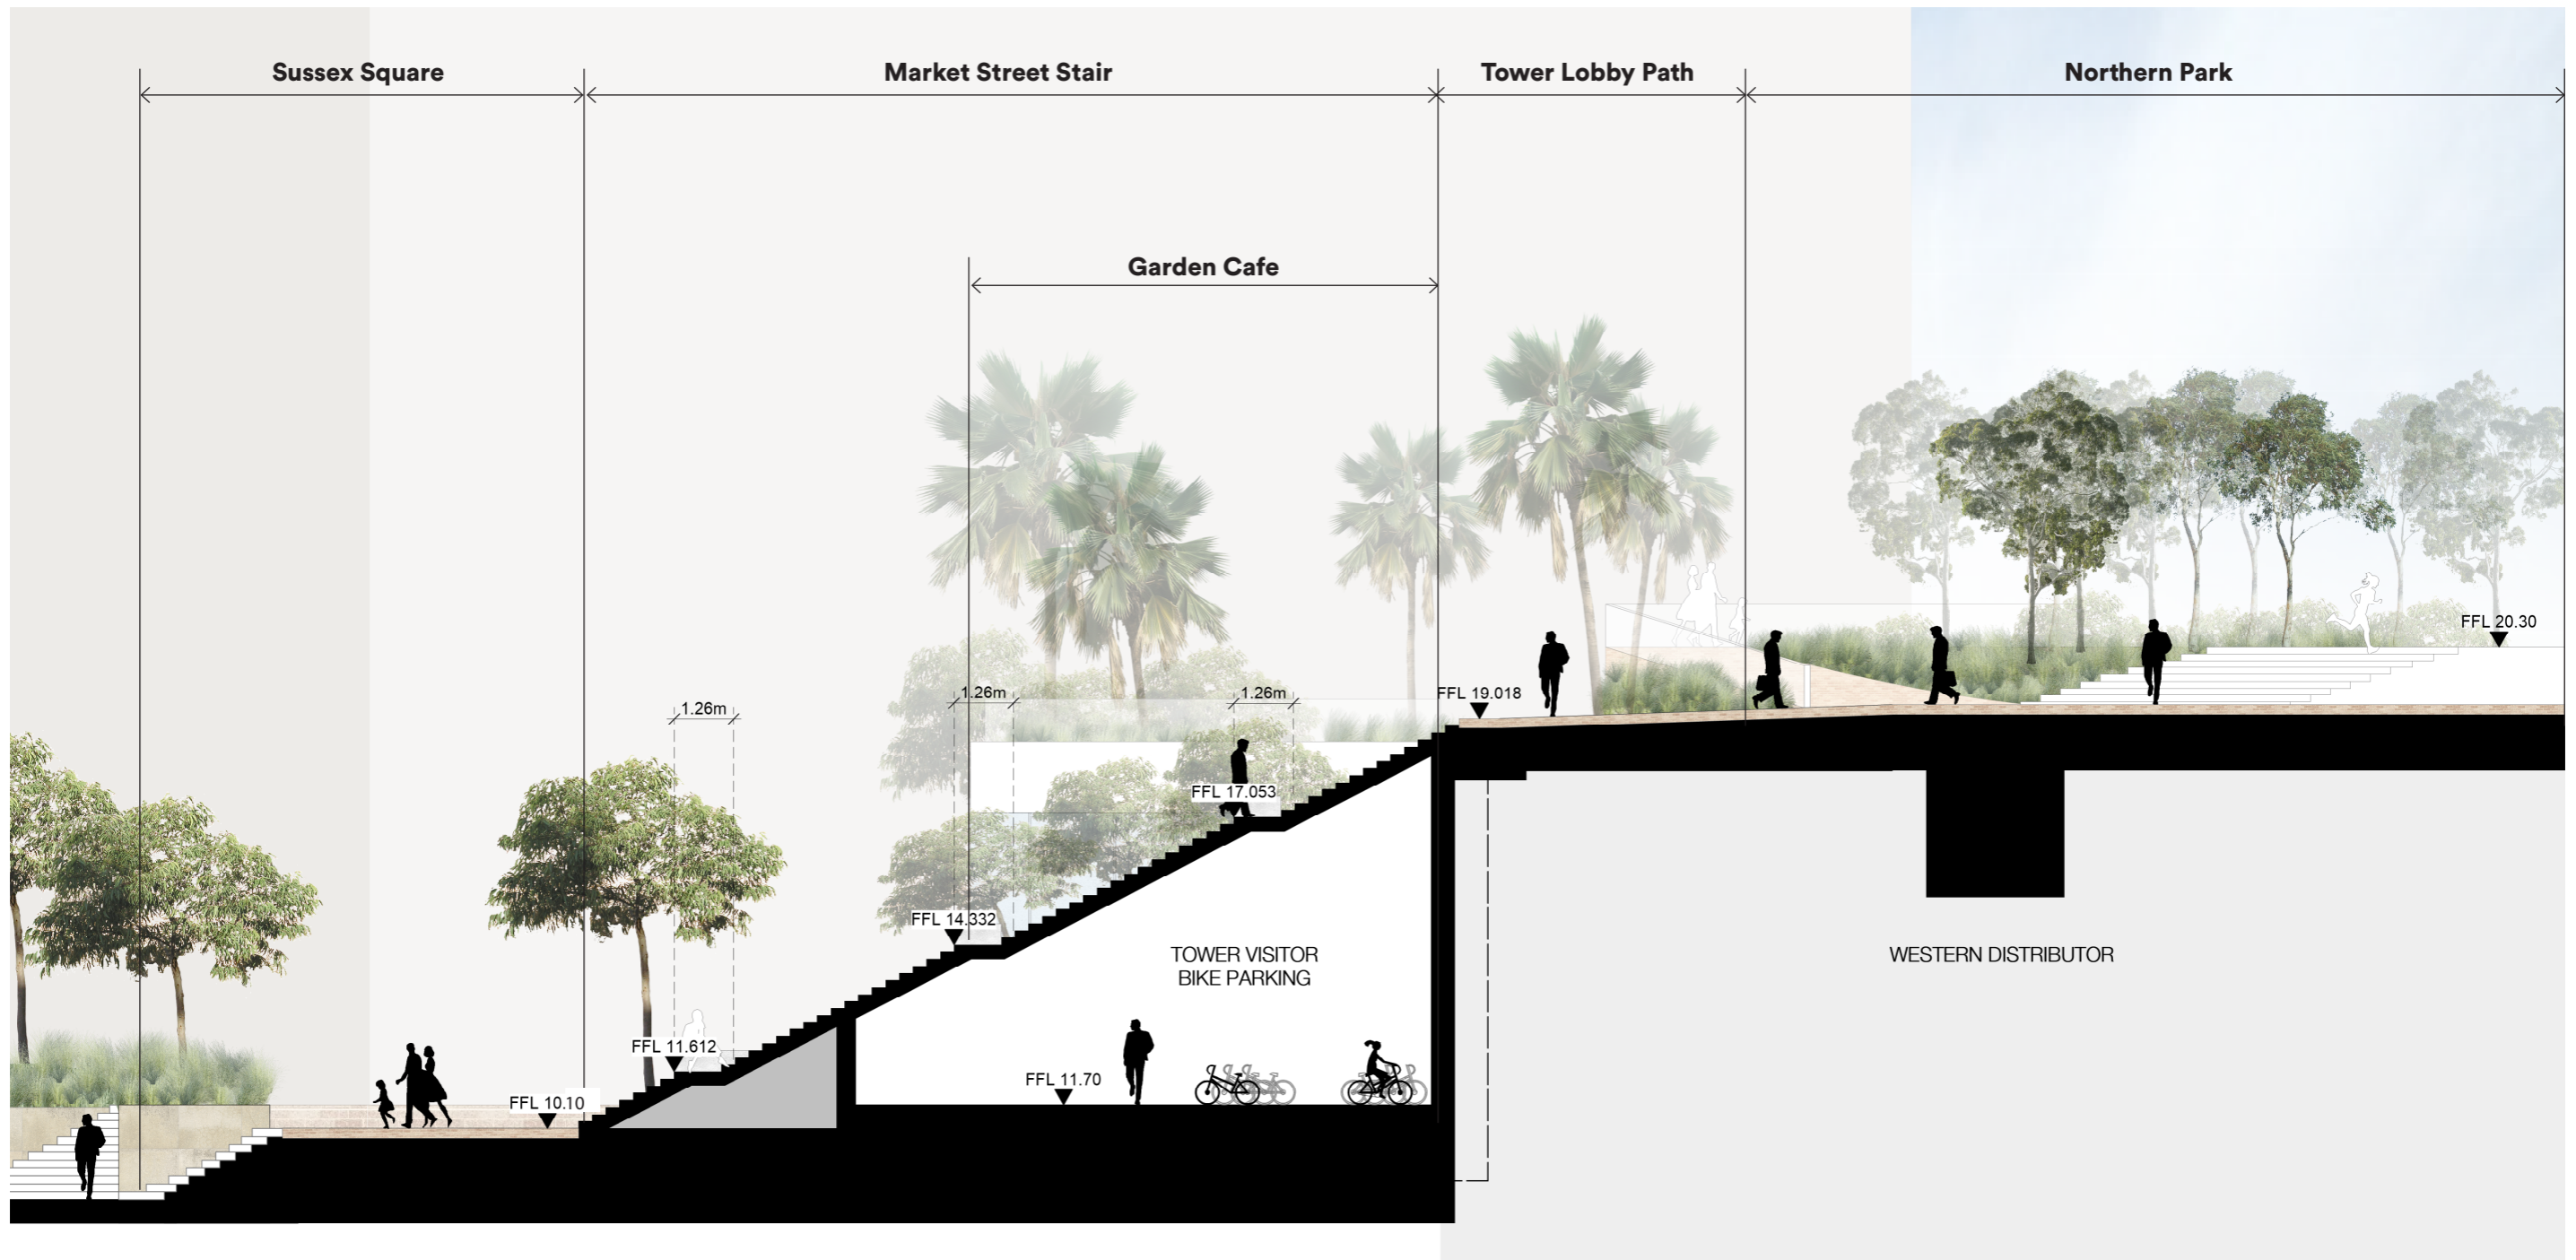 Sussex Square
Market Street Stair
Tower Lobby Path
Northern Park
Garden Cafe
FFL 20.30
1.26m
1.26m
FFL 19.018
1.26m
FFL 17.053
FFL 14.332
TOWER VISITOR
BIKE PARKING
WESTERN DISTRIBUTOR
FFL 11.612
FFL 11.70
FFL 10.10